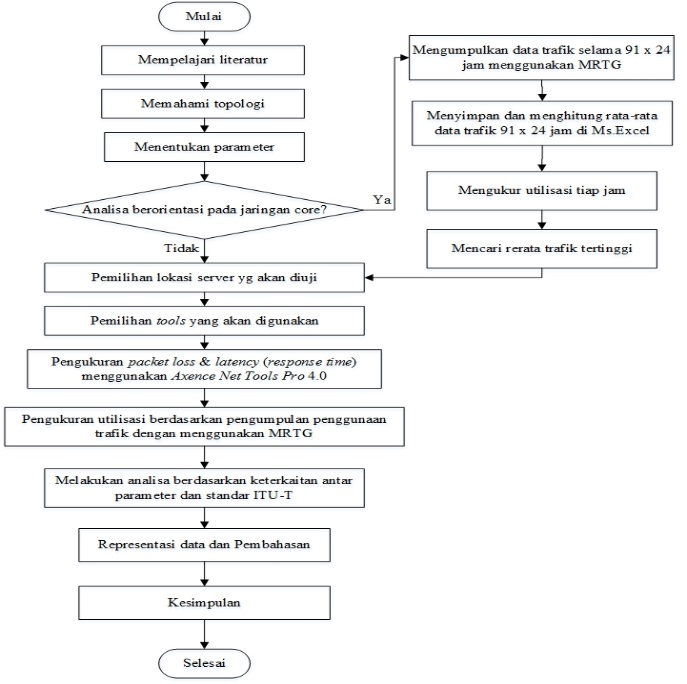 Mulai
Mempelajari literatur
Memahami topologi
Menentukan parameter
Analisa berorientasi pada jaringan core?
Ya
Tidak
Mengumpulkan data trafik selama 91 x 24
jam menggunakan MRTG
Menyimpan dan menghitung rata-rata
data trafik 91 x 24 jam di Ms.Excel
Mengukur utilisasi tiap jam
Mencari rerata trafik tertinggi
Pemilihan lokasi server yg akan diuji
Pemilihan tools yang akan digunakan
Pengukuran packet loss & latency (response time)
menggunakan Axence Net Tools Pro 4.0
Pengukuran utilisasi berdasarkan pengumpulan penggunaan
trafik dengan menggunakan MRTG
Melakukan analisa berdasarkan keterkaitan antar
parameter dan standar ITU-T
Representasi data dan Pembahasan
Kesimpulan
Selesai